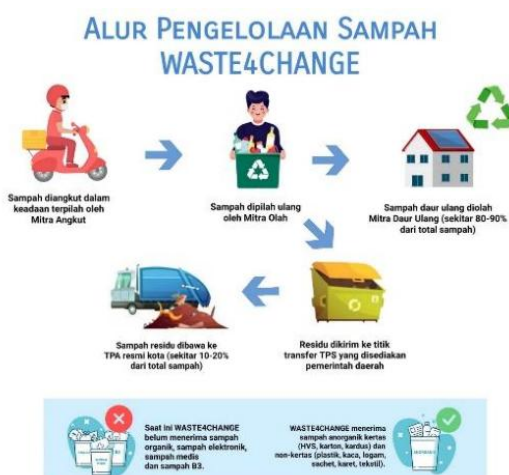 ALUR PENGELOLAAN SAMPAH
WASTE4CHANGE
Sampah diangkut dalam
keadaan terpilah oleh
Mitra Angkut
Sampah dipilah ulang
oleh Mitra Olah
Sampah daur ulang diolah
Mitra Daur Ulang (sekitar 80-90%
dari total sampah)
Sampah residu dibawa ke
TPA resmi kota (sekitar 10-20%
dari total sampah)
Residu dikirim ke titik
transfer TPS yang disediakan
pemerintah daerah
Saat ini WASTE4CHANGE
belum menerima sampah
organik, sampah elektronik,
sampah medis
dan sampah B3.
WASTE4CHANGE menerima
sampah anorganik kertas
(HVS, karton, kardus) dan
non-kertas (plastik, kaca, logam,
sachet, karet, tekstil).